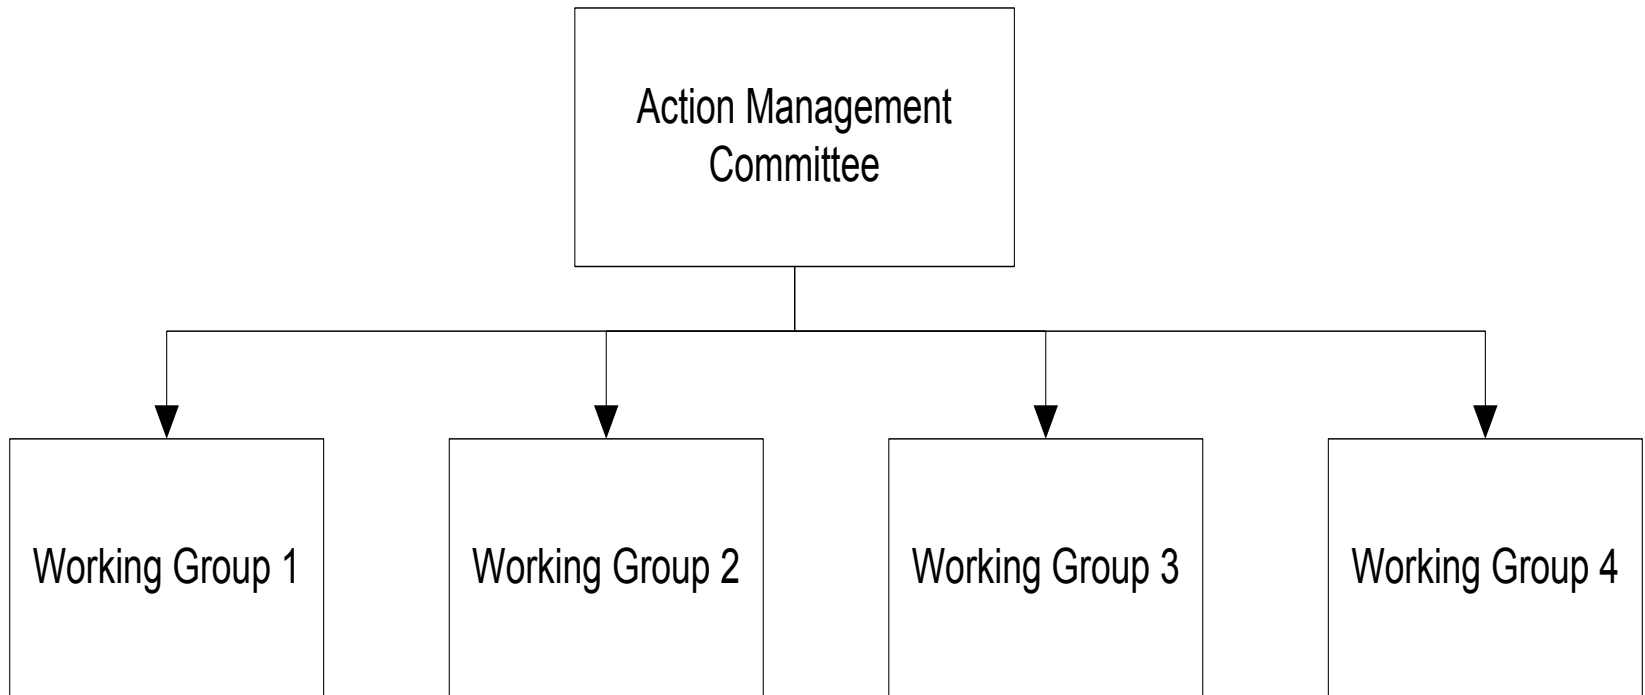 Action Management
Committee
Working Group 1
Working Group 2
Working Group 3
Working Group 4